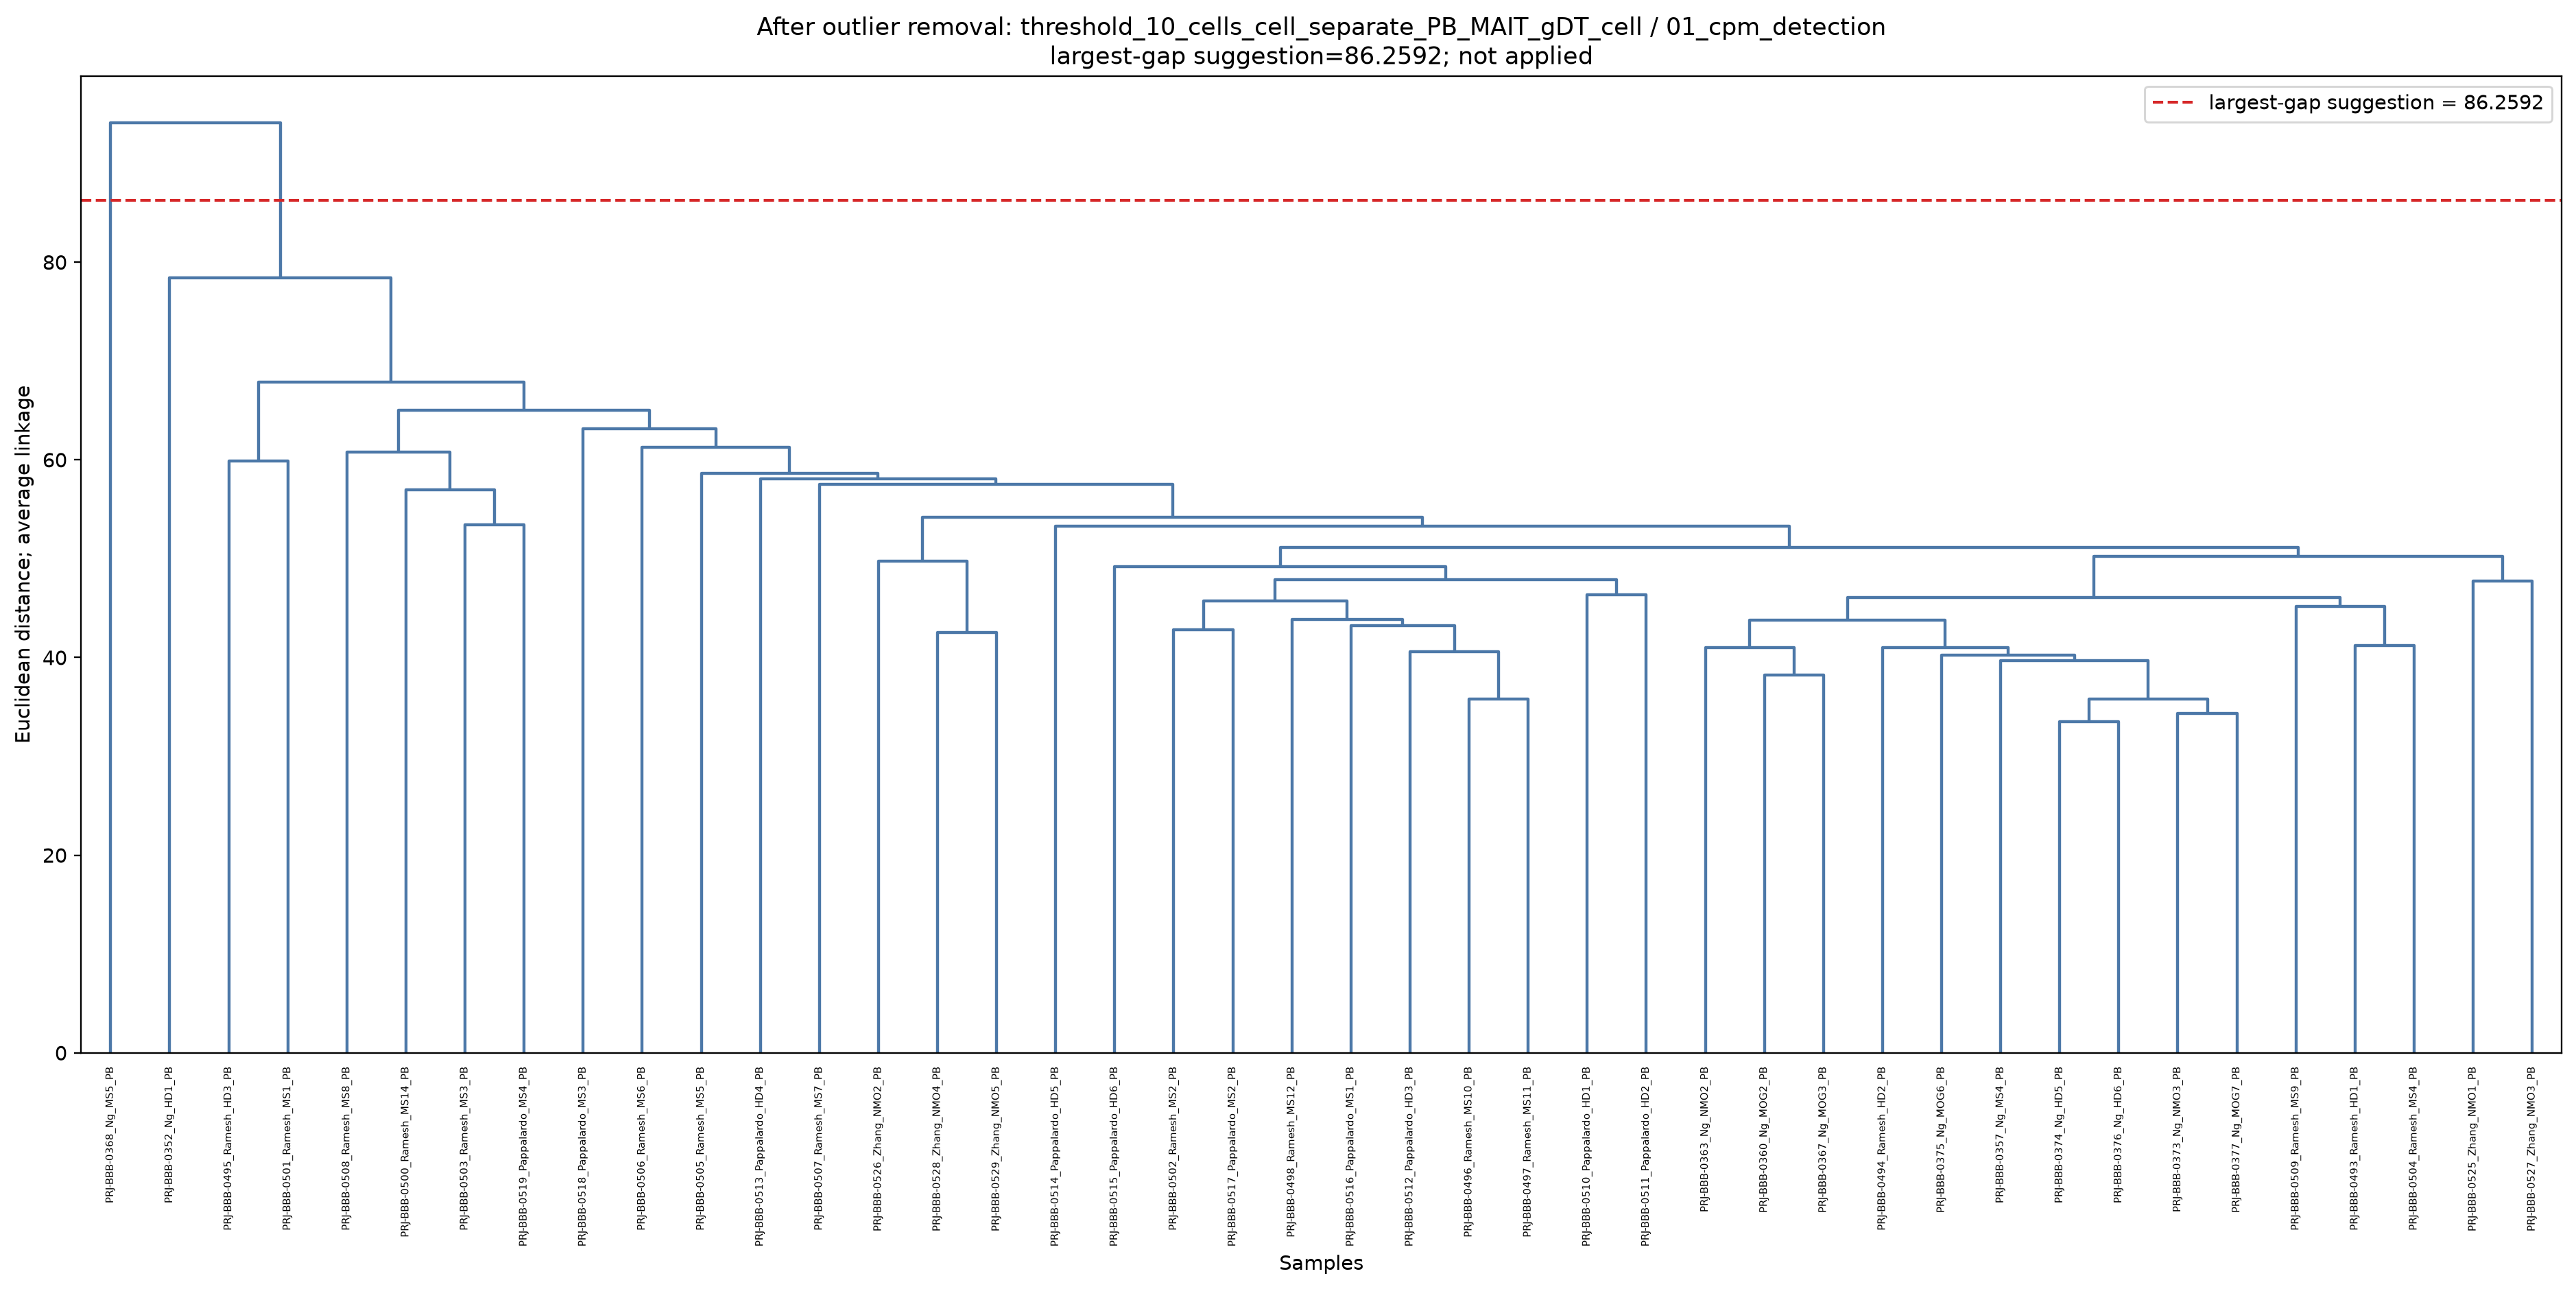 After outlier removal: threshold_10_cells_cell_separate_PB_MAIT_gDT_cell / 01_cpm_detection
largest-gap suggestion=86.2592; not applied
largest-gap suggestion = 86.2592
Euclidean distance; average linkage
80
60
40
20
0
PRJ-BBB-0368_Ng_MS5_PB
PRJ-BBB-0352_Ng_HD1_PB
PRJ-BBB-0495_Ramesh_HD3_PB
PRJ-BBB-0501_Ramesh_MS1_PB
PRJ-BBB-0508_Ramesh_MS8_PB
PRJ-BBB-0500_Ramesh_MS14_PB
PRJ-BBB-0503_Ramesh_MS3_PB
PRJ-BBB-0519_Pappalardo_MS4_PB
PRJ-BBB-0518_Pappalardo_MS3_PB
PRJ-BBB-0506_Ramesh_MS6_PB
PRJ-BBB-0505_Ramesh_MS5_PB
PRJ-BBB-0513_Pappalardo_HD4_PB
PRJ-BBB-0507_Ramesh_MS7_PB
PRJ-BBB-0526_Zhang_NMO2_PB
PRJ-BBB-0528_Zhang_NMO4_PB
PRJ-BBB-0529_Zhang_NMO5_PB
PRJ-BBB-0514_Pappalardo_HD5_PB
PRJ-BBB-0515_Pappalardo_HD6_PB
PRJ-BBB-0502_Ramesh_MS2_PB
PRJ-BBB-0517_Pappalardo_MS2_PB
PRJ-BBB-0498_Ramesh_MS12_PB
PRJ-BBB-0516_Pappalardo_MS1_PB
PRJ-BBB-0512_Pappalardo_HD3_PB
PRJ-BBB-0496_Ramesh_MS10_PB
PRJ-BBB-0497_Ramesh_MS11_PB
PRJ-BBB-0510_Pappalardo_HD1_PB
PRJ-BBB-0511_Pappalardo_HD2_PB
PRJ-BBB-0363_Ng_NMO2_PB
PRJ-BBB-0360_Ng_MOG2_PB
PRJ-BBB-0367_Ng_MOG3_PB
PRJ-BBB-0494_Ramesh_HD2_PB
PRJ-BBB-0375_Ng_MOG6_PB
PRJ-BBB-0357_Ng_MS4_PB
PRJ-BBB-0374_Ng_HD5_PB
PRJ-BBB-0376_Ng_HD6_PB
PRJ-BBB-0373_Ng_NMO3_PB
PRJ-BBB-0377_Ng_MOG7_PB
PRJ-BBB-0509_Ramesh_MS9_PB
PRJ-BBB-0493_Ramesh_HD1_PB
PRJ-BBB-0504_Ramesh_MS4_PB
PRJ-BBB-0525_Zhang_NMO1_PB
PRJ-BBB-0527_Zhang_NMO3_PB
Samples